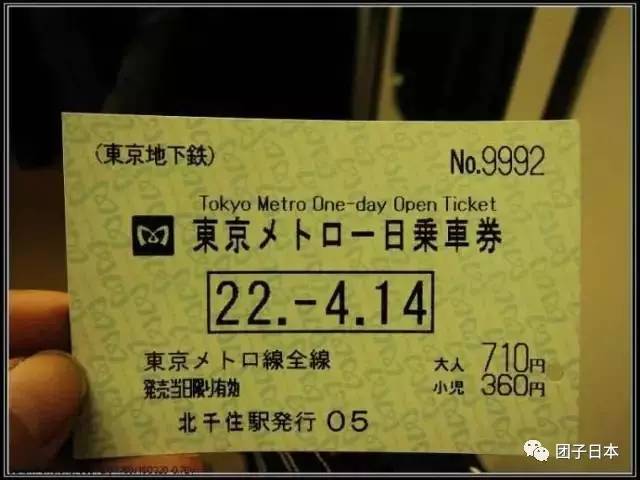 (東京地下鉄)
No.9992
Tokyo Metro One-day Open Ticket
東京メトロ一日乗車券
22.-4.14
東京メトロ線全線
大人 710円
発売当日限り有効
小児 360円
北千住駅発行 05
团子日本